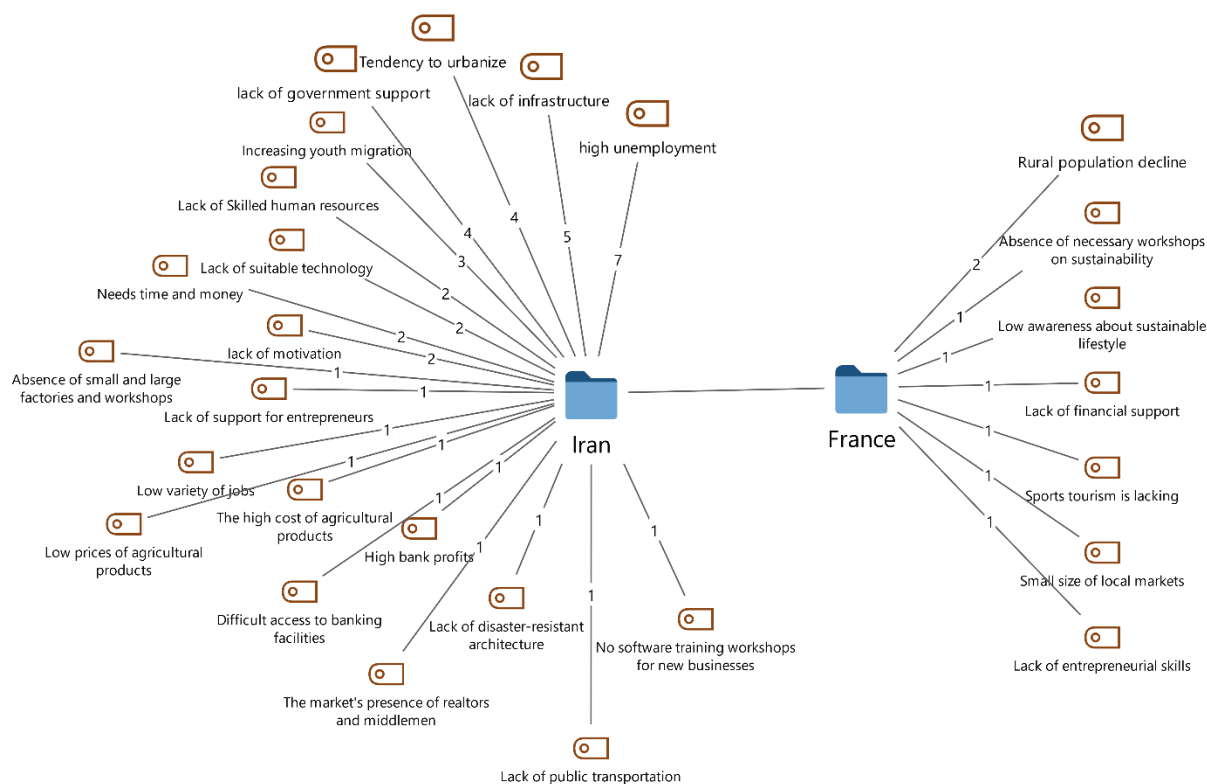 Tendency to urbanize
lack of government support
lack of infrastructure
Increasing youth migration
high unemployment
Lack of Skilled human resources
Lack of suitable technology
Needs time and money
lack of motivation
Absence of small and large
factories and workshops
Lack of support for entrepreneurs
Low variety of jobs
The high cost of agricultural
products
Low prices of agricultural
products
High bank profits
Difficult access to banking
facilities
Lack of disaster-resistant
architecture
No software training workshops
for new businesses
The market's presence of realtors
and middlemen
Lack of public transportation
4
4
5
7
3
2
2
2
2
1
1
1
1
1
1
1
1
1
1
1
Iran
France
Rural population decline
Absence of necessary workshops
on sustainability
Low awareness about sustainable
lifestyle
Lack of financial support
Sports tourism is lacking
Small size of local markets
Lack of entrepreneurial skills
2
1
1
1
1
1
1